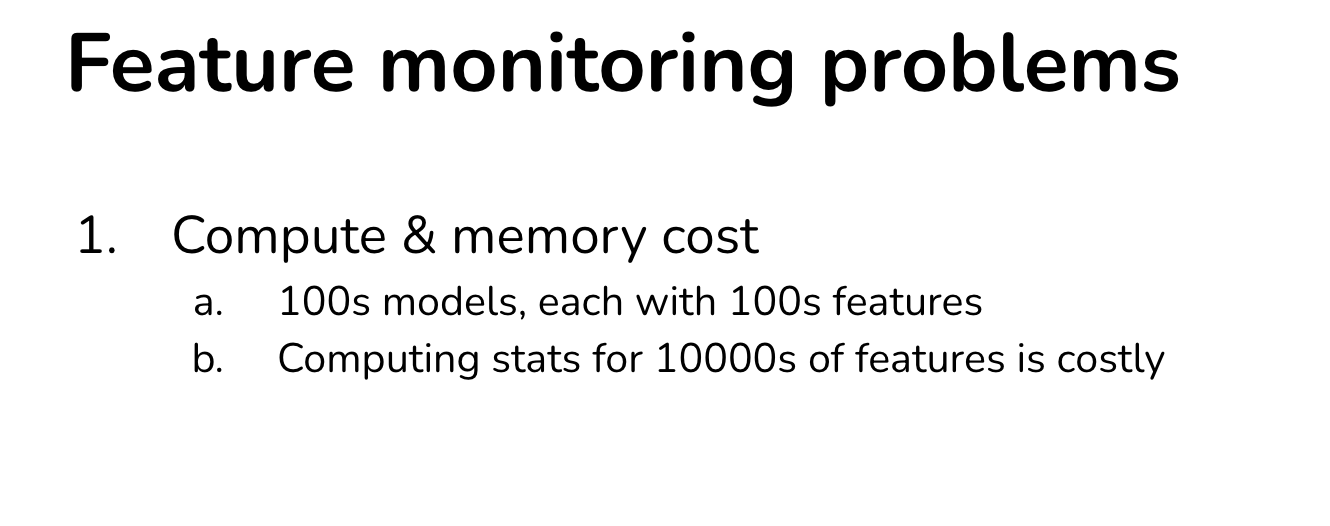 Feature monitoring problems
1. Compute & memory cost
a. 100s models, each with 100s features
b. Computing stats for 10000s of features is costly